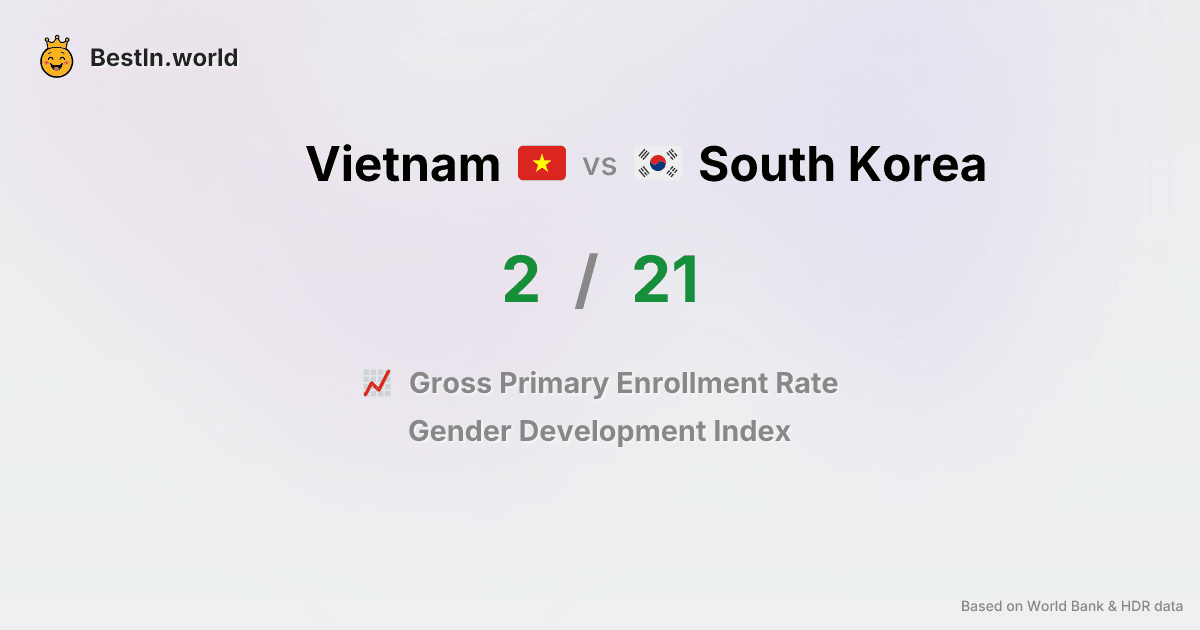 BestIn.world
Vietnam vs South Korea
2 / 21
Gross Primary Enrollment Rate
Gender Development Index
Based on World Bank & HDR data